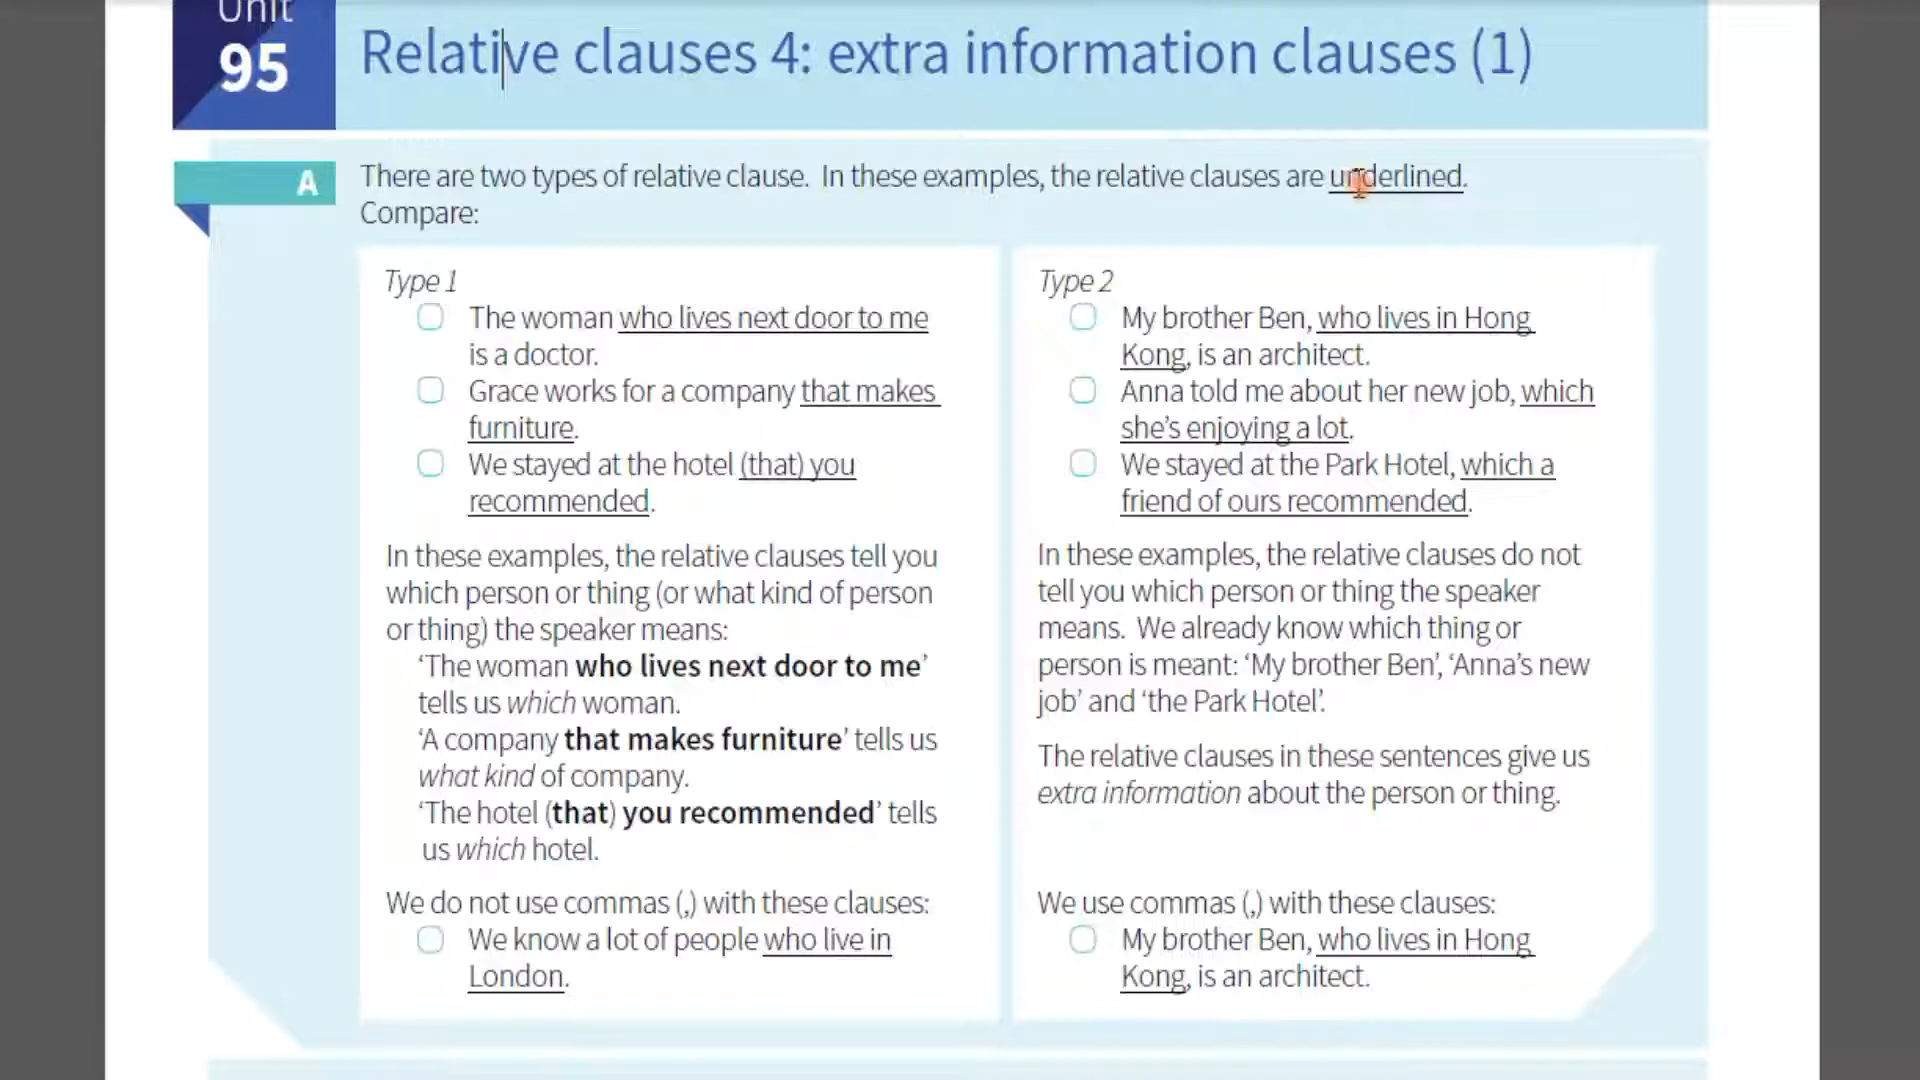 Unit
95
Relative clauses 4: extra information clauses (1)
A
There are two types of relative clause. In these examples, the relative clauses are underlined.
Compare:
Type 1
The woman who lives next door to me
is a doctor.
Grace works for a company that makes
furniture.
We stayed at the hotel (that) you
recommended.
In these examples, the relative clauses tell you
which person or thing (or what kind of person
or thing) the speaker means:
‘The woman who lives next door to me’
tells us which woman.
‘A company that makes furniture’ tells us
what kind of company.
‘The hotel (that) you recommended’ tells
us which hotel.
We do not use commas (,) with these clauses:
We know a lot of people who live in
London.
Type 2
My brother Ben, who lives in Hong
Kong, is an architect.
Anna told me about her new job, which
she’s enjoying a lot.
We stayed at the Park Hotel, which a
friend of ours recommended.
In these examples, the relative clauses do not
tell you which person or thing the speaker
means. We already know which thing or
person is meant: ‘My brother Ben’, ‘Anna’s new
job’ and ‘the Park Hotel’.
The relative clauses in these sentences give us
extra information about the person or thing.
We use commas (,) with these clauses:
My brother Ben, who lives in Hong
Kong, is an architect.